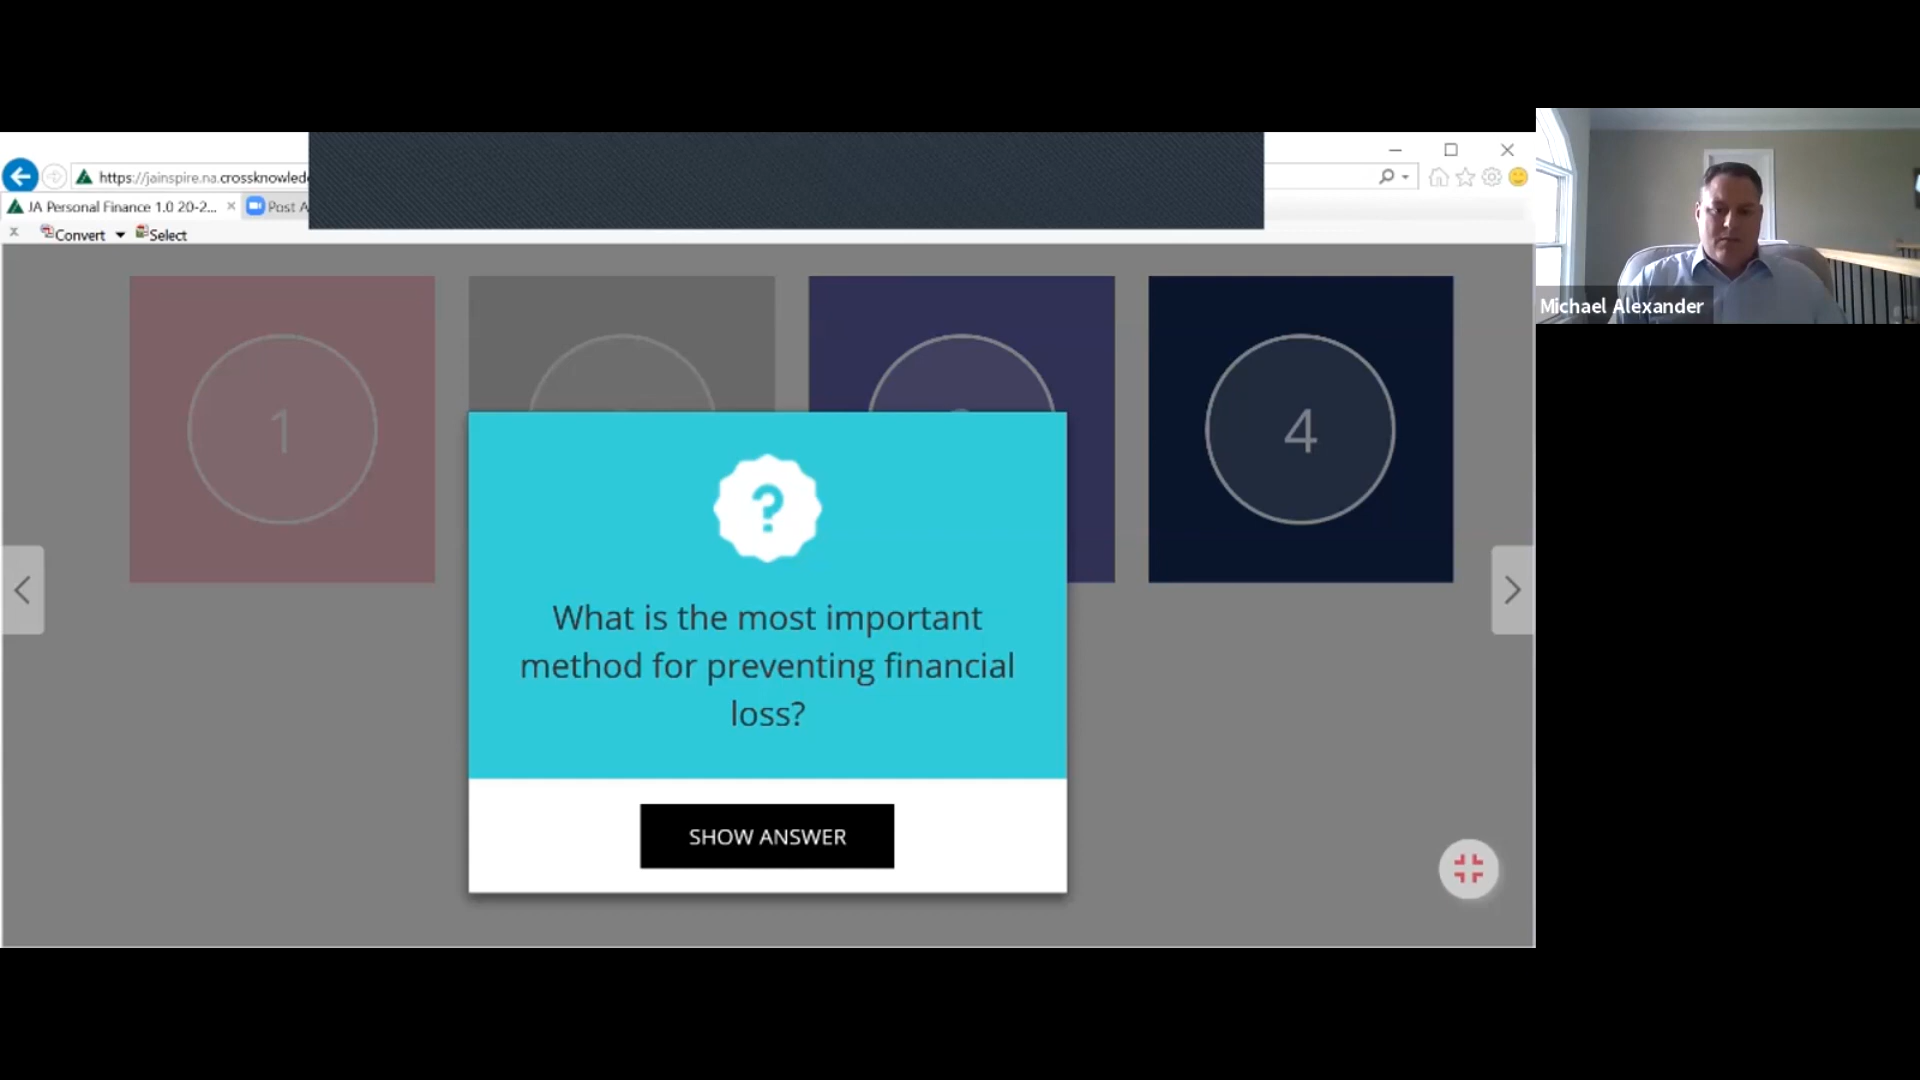 https://jainspire.na.crossknowled
JA Personal Finance 1.0 20-2...
Post A
Convert
Select
1
4
?
What is the most important
method for preventing financial
loss?
SHOW ANSWER
Michael Alexander